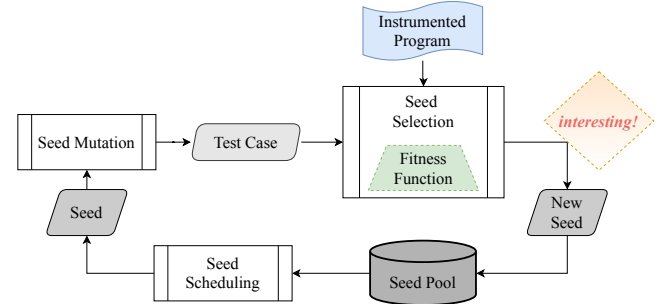 Instrumented
Program
Seed
Selection
interesting!
Seed Mutation
Test Case
Fitness
Function
Seed
New
Seed
Seed
Scheduling
Seed Pool